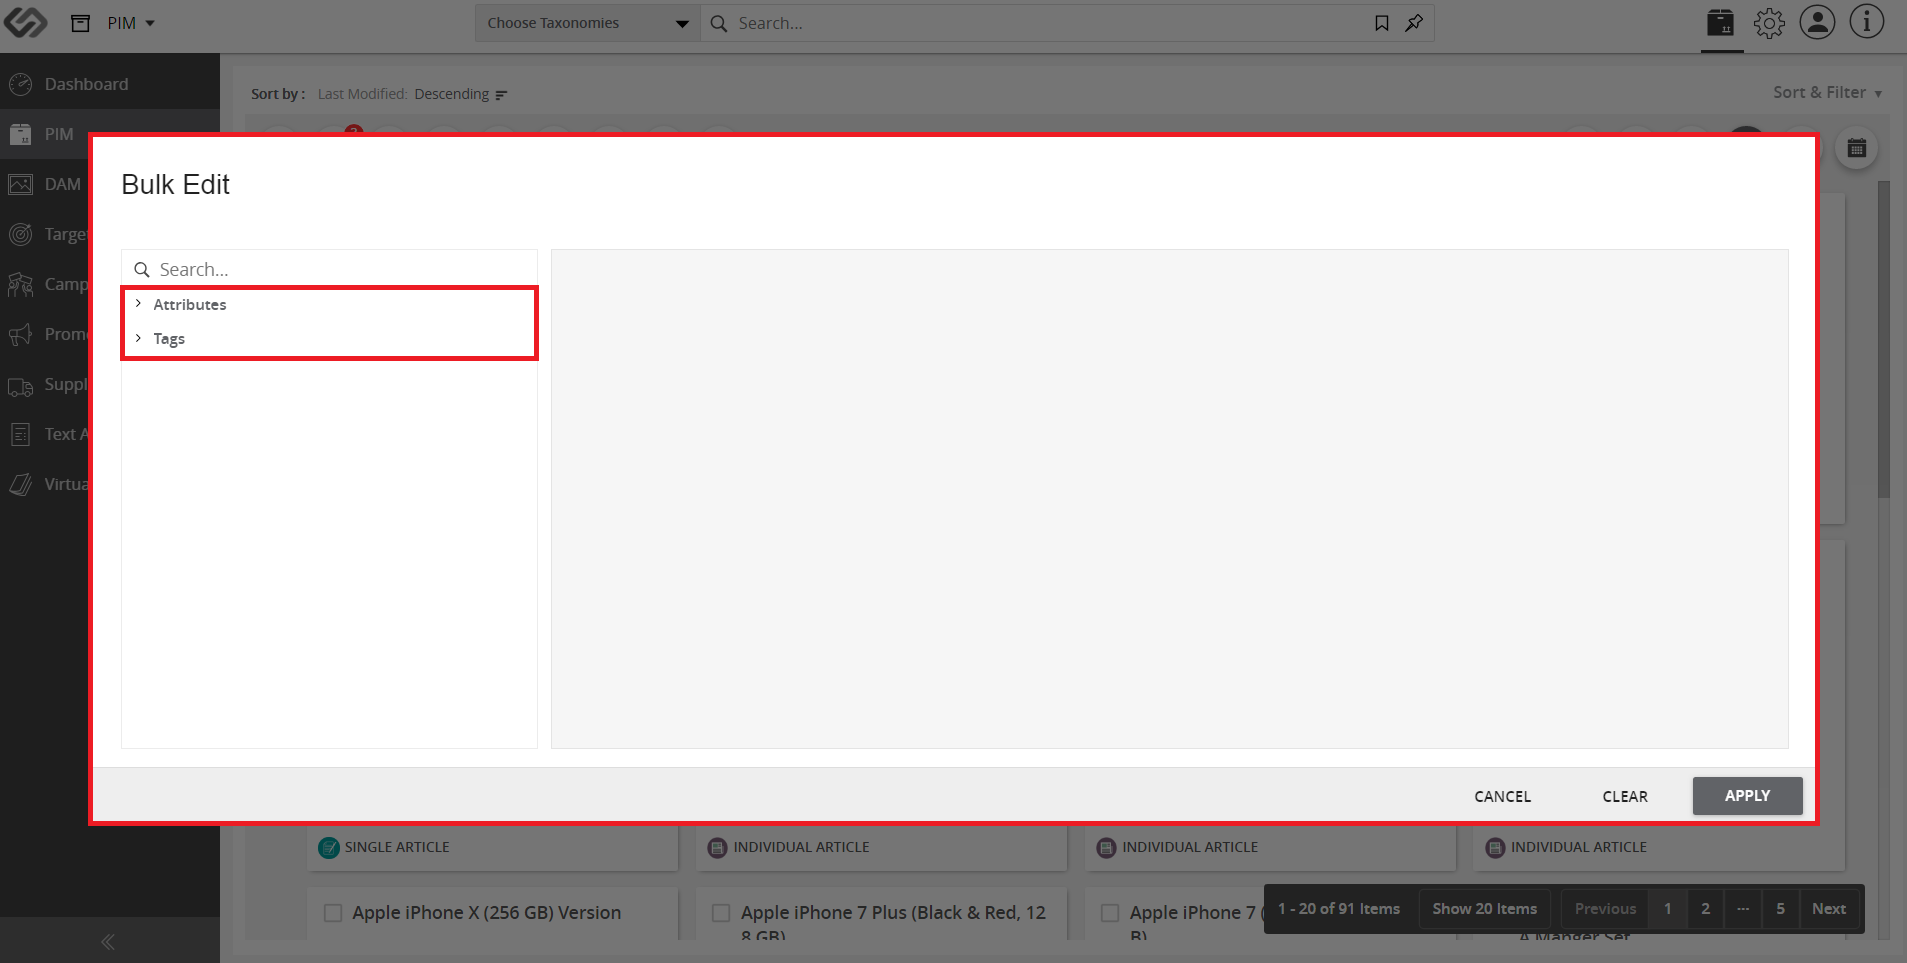 PIM
Choose Taxonomies
Search...
Dashboard
Sort by : Last Modified: Descending
Sort & Filter
PIM
DAM
Targe
Camp
Prom
Suppl
Text A
Virtua
Bulk Edit
Search...
Attributes
Tags
CANCEL
CLEAR
APPLY
SINGLE ARTICLE
INDIVIDUAL ARTICLE
INDIVIDUAL ARTICLE
INDIVIDUAL ARTICLE
Apple iPhone X (256 GB) Version
Apple iPhone 7 Plus (Black & Red, 12
8 GB)
Apple iPhone 7 (
B)
A Manger Set
1 - 20 of 91 Items
Show 20 Items
Previous
1
2
...
5
Next